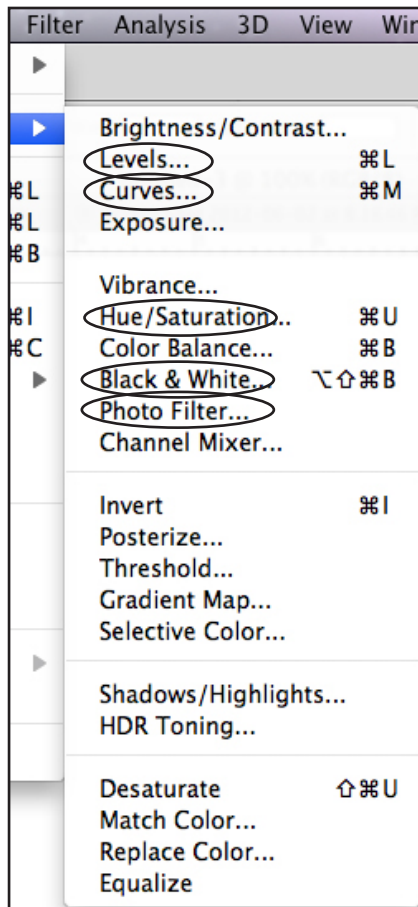 Filter Analysis 3D View Win
Brightness/Contrast...
Levels... ⌘L
Curves... ⌘M
⌘L
⌘L Exposure...
⌘B
Vibrance...
⌘I Hue/Saturation... ⌘U
⌘C Color Balance... ⌘B
Black & White... ⌥⇧⌘B
Photo Filter...
Channel Mixer...
Invert ⌘I
Posterize...
Threshold...
Gradient Map...
Selective Color...
Shadows/Highlights...
HDR Toning...
Desaturate ⇧⌘U
Match Color...
Replace Color...
Equalize